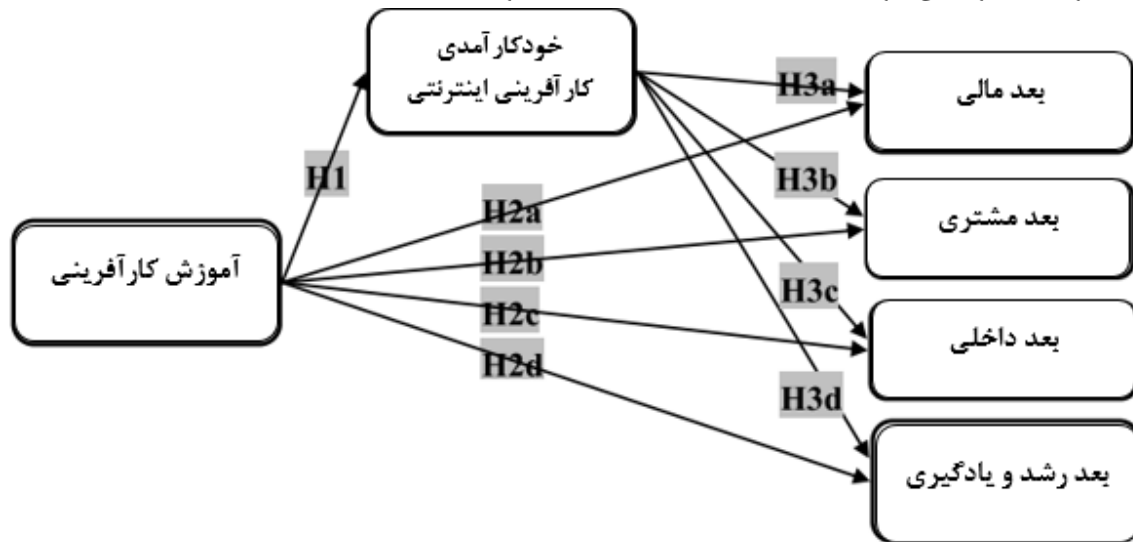 خودکارآمدی
کارآفرینی اینترنتی
بعد مالی
H3a
H1
H3b
H2a
بعد مشتری
آموزش کارآفرینی
H2b
H3c
H2c
بعد داخلی
H2d
H3d
بعد رشد و یادگیری